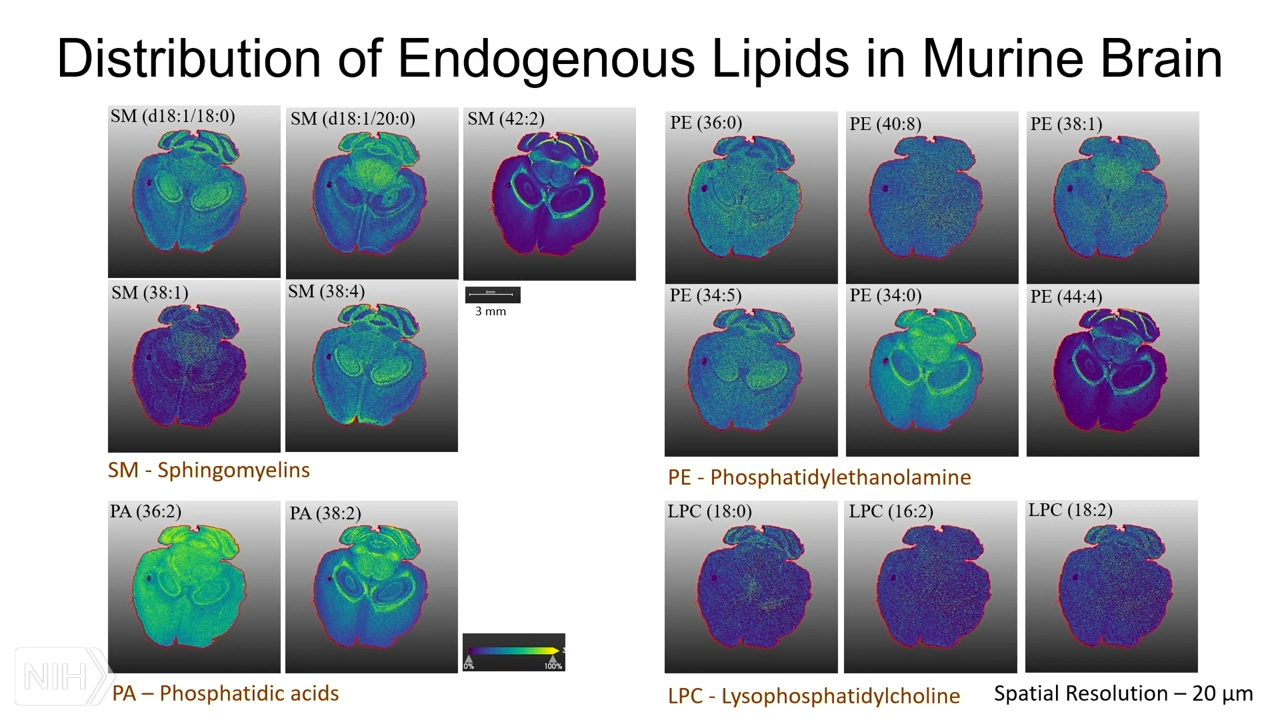 Distribution of Endogenous Lipids in Murine Brain
SM (d18:1/18:0)
SM (d18:1/20:0)
SM (42:2)
SM (38:1)
SM (38:4)
3 mm
SM - Sphingomyelins
PE (36:0)
PE (40:8)
PE (38:1)
PE (34:5)
PE (34:0)
PE (44:4)
PE - Phosphatidylethanolamine
PA (36:2)
PA (38:2)
0%
100%
PA – Phosphatidic acids
LPC (18:0)
LPC (16:2)
LPC (18:2)
LPC - Lysophosphatidylcholine
Spatial Resolution – 20 µm
NIH